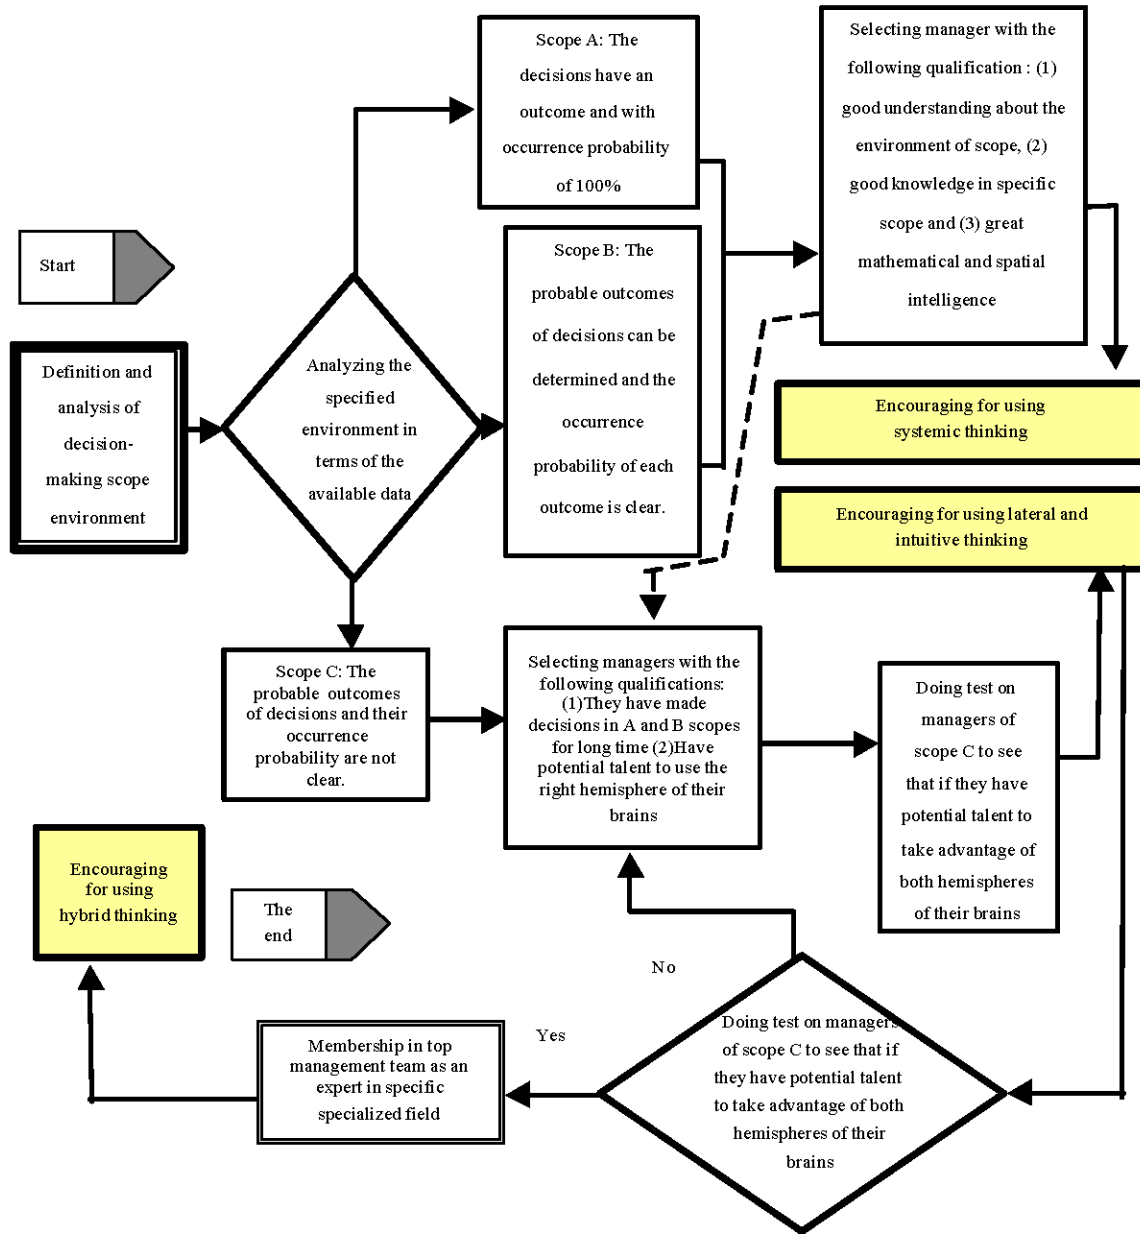 Scope A: The
decisions have an
outcome and with
occurrence probability
of 100%
Selecting manager with the
following qualification : (1)
good understanding about the
environment of scope, (2)
good knowledge in specific
scope and (3) great
mathematical and spatial
intelligence
Start
Scope B: The
probable outcomes
of decisions can be
determined and the
occurrence
probability of each
outcome is clear.
Definition and
analysis of
decision-
making scope
environment
Analyzing the
specified
environment in
terms of the
available data
Encouraging for using
systemic thinking
Encouraging for using lateral and
intuitive thinking
Scope C: The
probable outcomes
of decisions and their
occurrence probability
probability are not
clear.
Selecting managers with the
following qualifications:
(1)They have made
decisions in A and B scopes
for long time (2)Have
potential talent to use the
right hemisphere of their
brains
Doing test on
managers of
scope C to see
that if they have
potential talent to
take advantage of
both hemispheres
of their brains
Encouraging
for using
hybrid thinking
The
end
No
Yes
Membership in top
management team as an
expert in specific
specialized field
Doing test on managers
of scope C to see that if
they have potential talent
to take advantage of both
hemispheres of their
brains